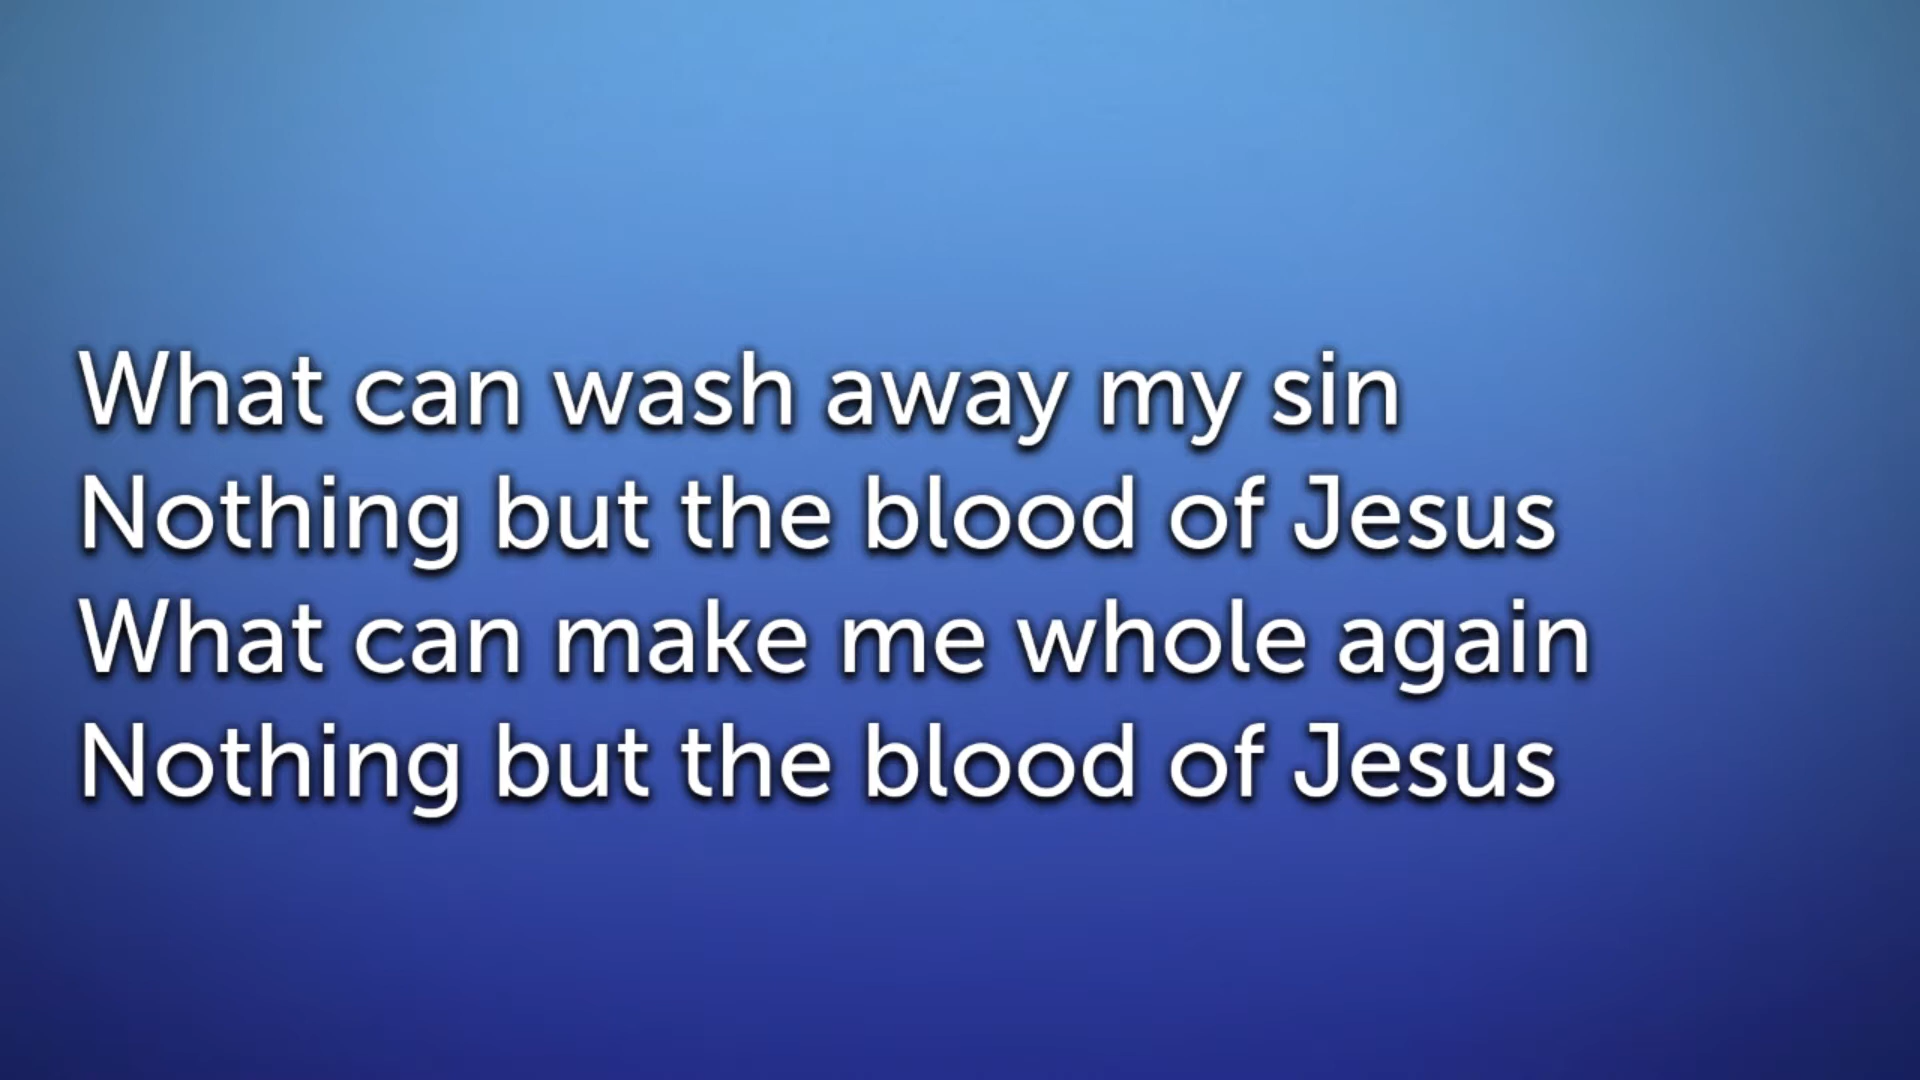 What can wash away my sin
Nothing but the blood of Jesus
What can make me whole again
Nothing but the blood of Jesus